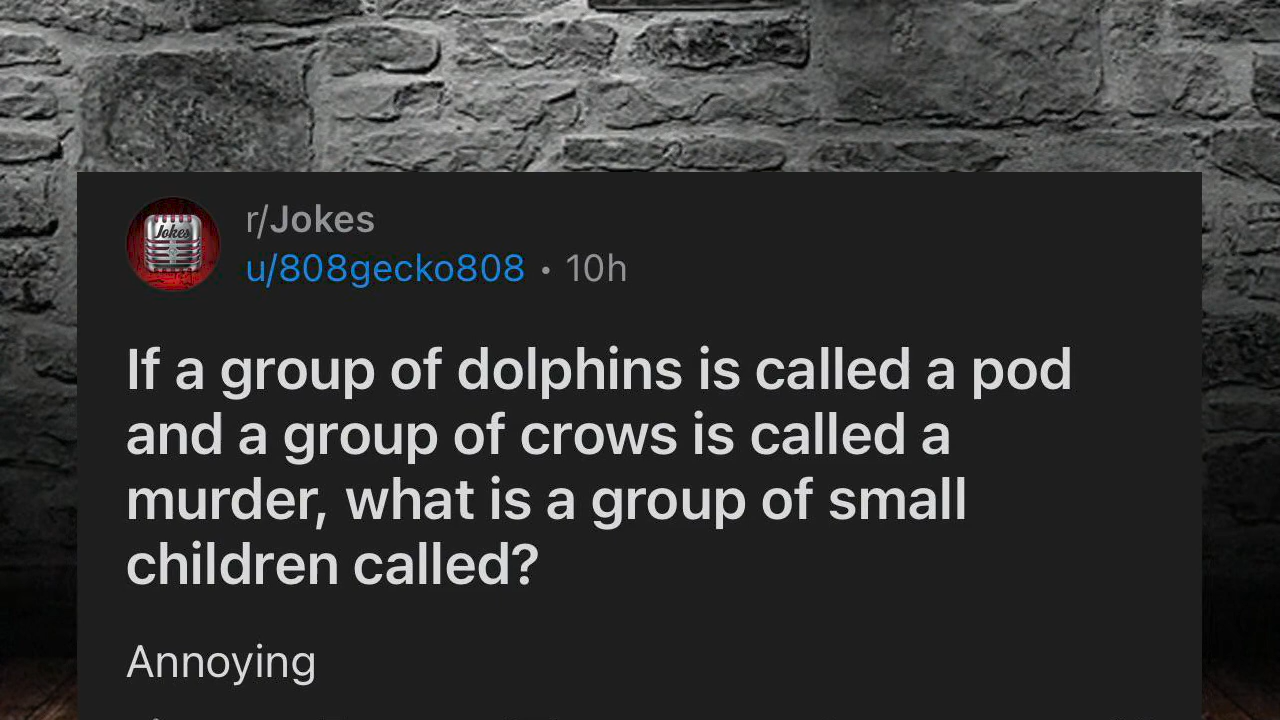 Jokes
r/Jokes
u/808gecko808 • 10h
If a group of dolphins is called a pod
and a group of crows is called a
murder, what is a group of small
children called?
Annoying